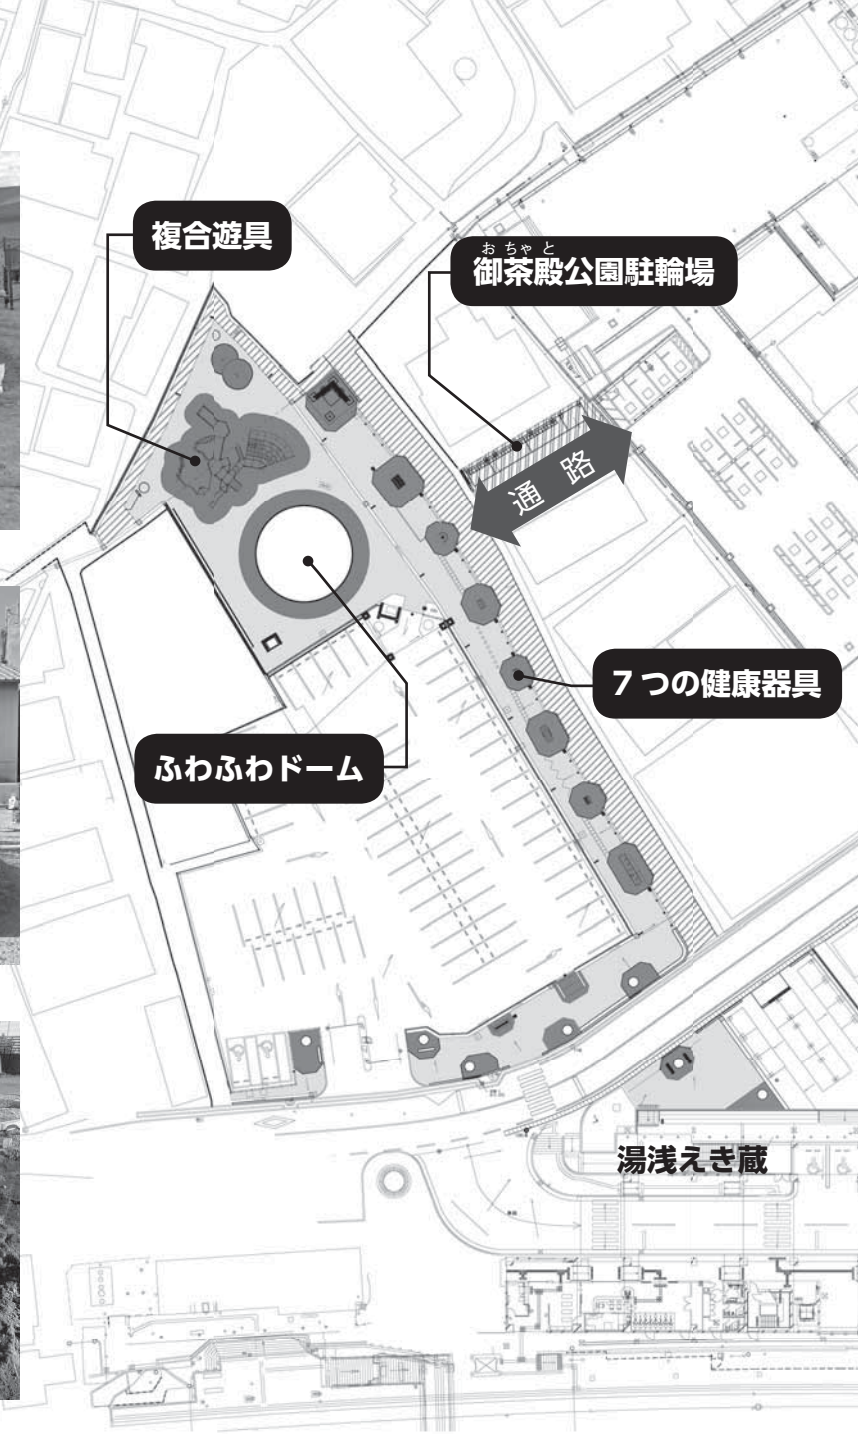 複合遊具
おちゃと
御茶殿公園駐輪場
通路
7つの健康器具
ふわふわドーム
湯浅えき蔵